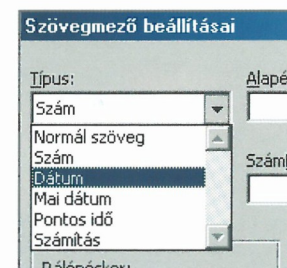 Szövegmező beállításai
Típus: Alapé
Szám
Normál szöveg
Szám
Dátum
Mai dátum
Pontos idő
Számítás